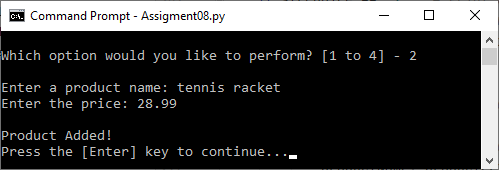 Command Prompt - Assigment08.py
Which option would you like to perform? [1 to 4] - 2
Enter a product name: tennis racket
Enter the price: 28.99
Product Added!
Press the [Enter] key to continue...